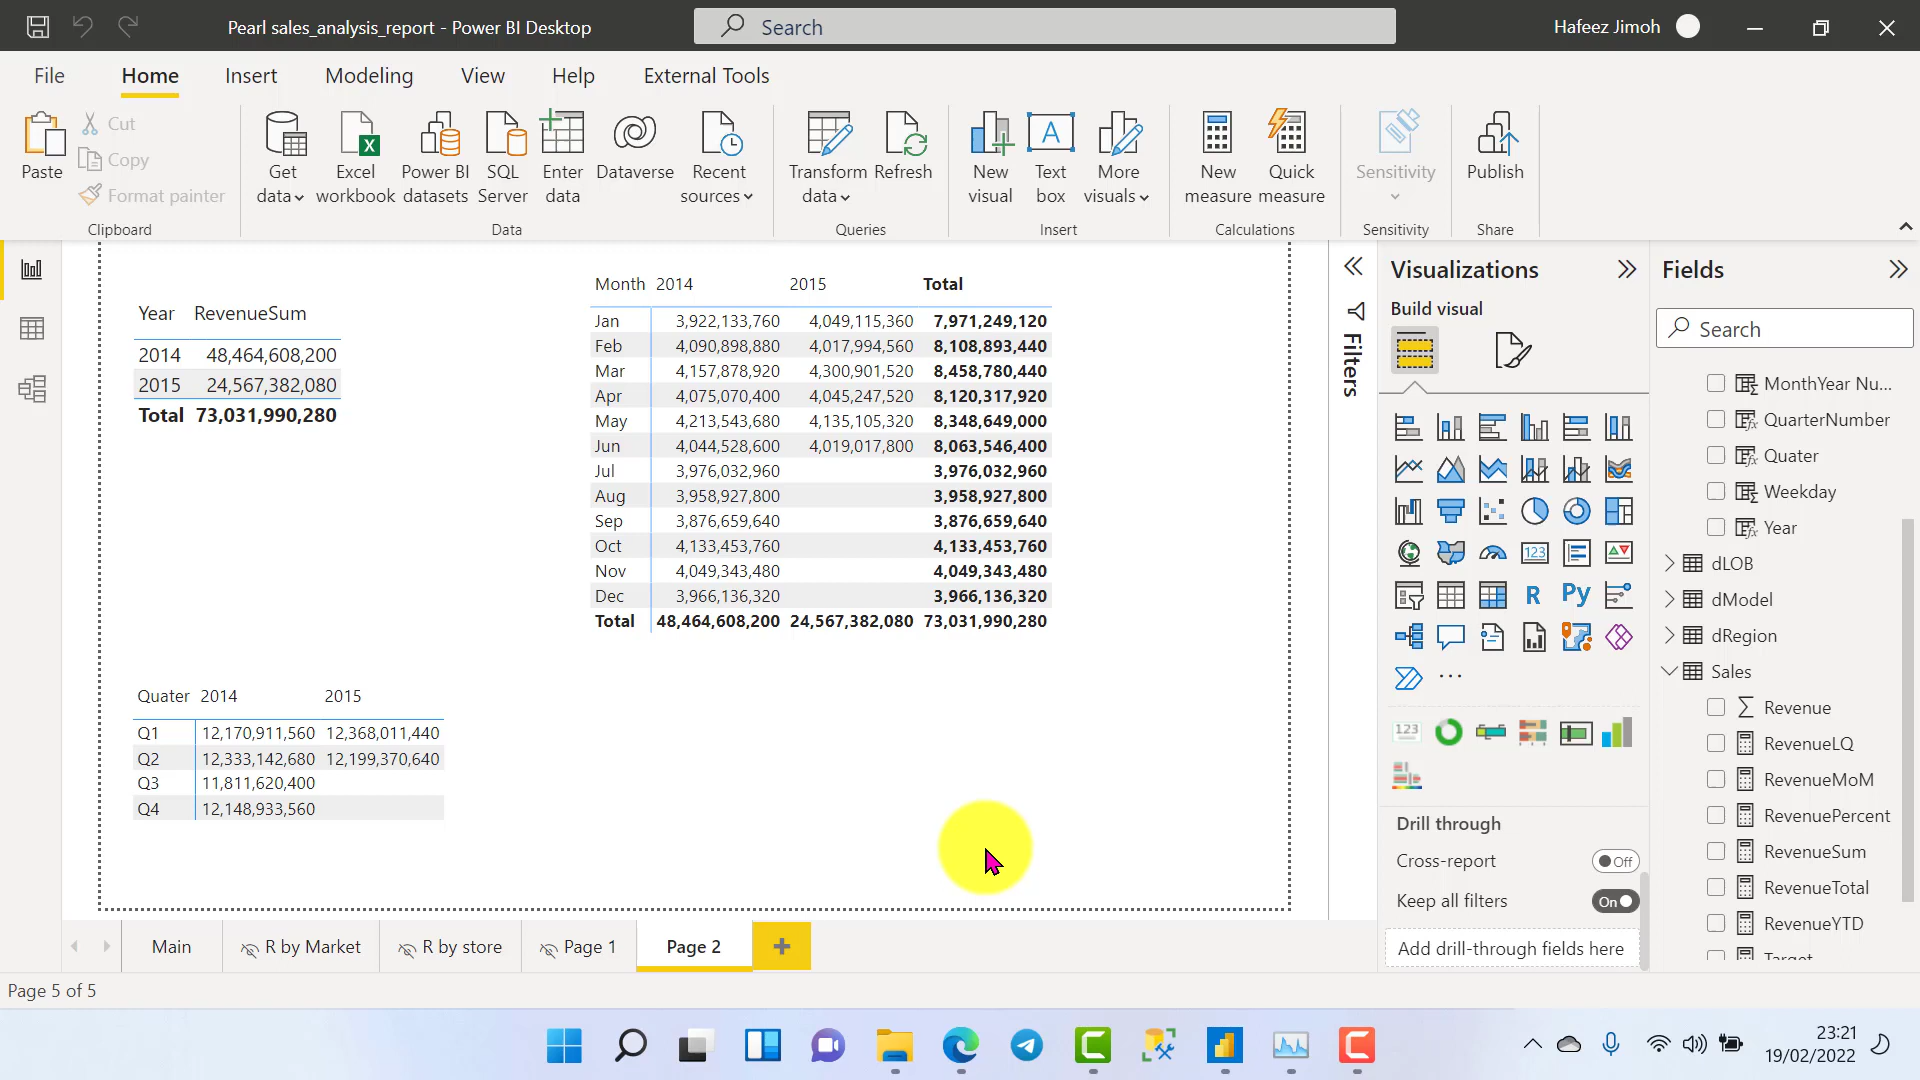 Pearl sales_analysis_report - Power BI Desktop
Search
Hafeez Jimoh
File Home Insert Modeling View Help External Tools
Paste
Cut
Copy
Format painter
Clipboard
Get data
Excel workbook
Power BI datasets
SQL Server
Enter data
Dataverse
Recent sources
Data
Transform data
Refresh
Queries
New visual
Text box
More visuals
Insert
New measure
Quick measure
Calculations
Sensitivity
Sensitivity
Publish
Share
Year RevenueSum
2014 48,464,608,200
2015 24,567,382,080
Total 73,031,990,280
Month 2014 2015 Total
Jan 3,922,133,760 4,049,115,360 7,971,249,120
Feb 4,090,898,880 4,017,994,560 8,108,893,440
Mar 4,157,878,920 4,300,901,520 8,458,780,440
Apr 4,075,070,400 4,045,247,520 8,120,317,920
May 4,213,543,680 4,135,105,320 8,348,649,000
Jun 4,044,528,600 4,019,017,800 8,063,546,400
Jul 3,976,032,960 3,976,032,960
Aug 3,958,927,800 3,958,927,800
Sep 3,876,659,640 3,876,659,640
Oct 4,133,453,760 4,133,453,760
Nov 4,049,343,480 4,049,343,480
Dec 3,966,136,320 3,966,136,320
Total 48,464,608,200 24,567,382,080 73,031,990,280
Quater 2014 2015
Q1 12,170,911,560 12,368,011,440
Q2 12,333,142,680 12,199,370,640
Q3 11,811,620,400
Q4 12,148,933,560
Filters
Visualizations
Build visual
123
R
Py
123
Drill through
Cross-report Off
Keep all filters On
Add drill-through fields here
Fields
Search
MonthYear Nu...
QuarterNumber
Quater
Weekday
Year
dLOB
dModel
dRegion
Sales
Revenue
RevenueLQ
RevenueMoM
RevenuePercent
RevenueSum
RevenueTotal
RevenueYTD
Target
Main
R by Market
R by store
Page 1
Page 2
Page 5 of 5
23:21
19/02/2022